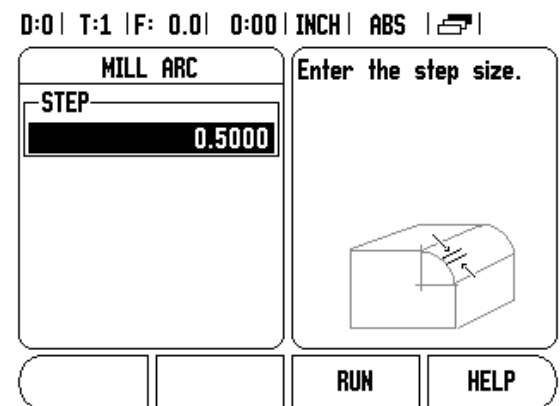 D:0 | T:1 | F: 0.0 | 0:00 | INCH | ABS |
MILL ARC
STEP
0.5000
Enter the step size.
RUN HELP